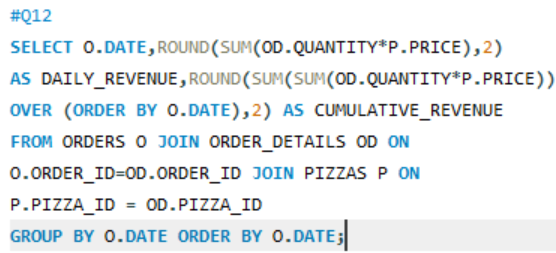 #Q12
SELECT O.DATE,ROUND(SUM(OD.QUANTITY*P.PRICE),2)
AS DAILY_REVENUE,ROUND(SUM(SUM(OD.QUANTITY*P.PRICE))
OVER (ORDER BY O.DATE),2) AS CUMULATIVE_REVENUE
FROM ORDERS O JOIN ORDER_DETAILS OD ON
O.ORDER_ID=OD.ORDER_ID JOIN PIZZAS P ON
P.PIZZA_ID = OD.PIZZA_ID
GROUP BY O.DATE ORDER BY O.DATE;